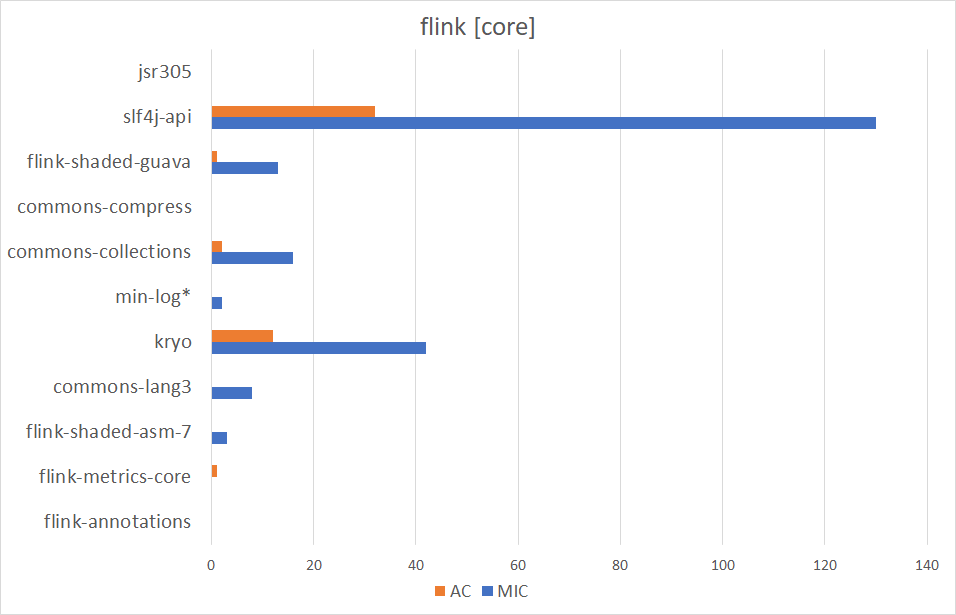 flink [core]
jsr305
slf4j-api
flink-shaded-guava
commons-compress
commons-collections
min-log*
kryo
commons-lang3
flink-shaded-asm-7
flink-metrics-core
flink-annotations
0 20 40 60 80 100 120 140
AC MIC